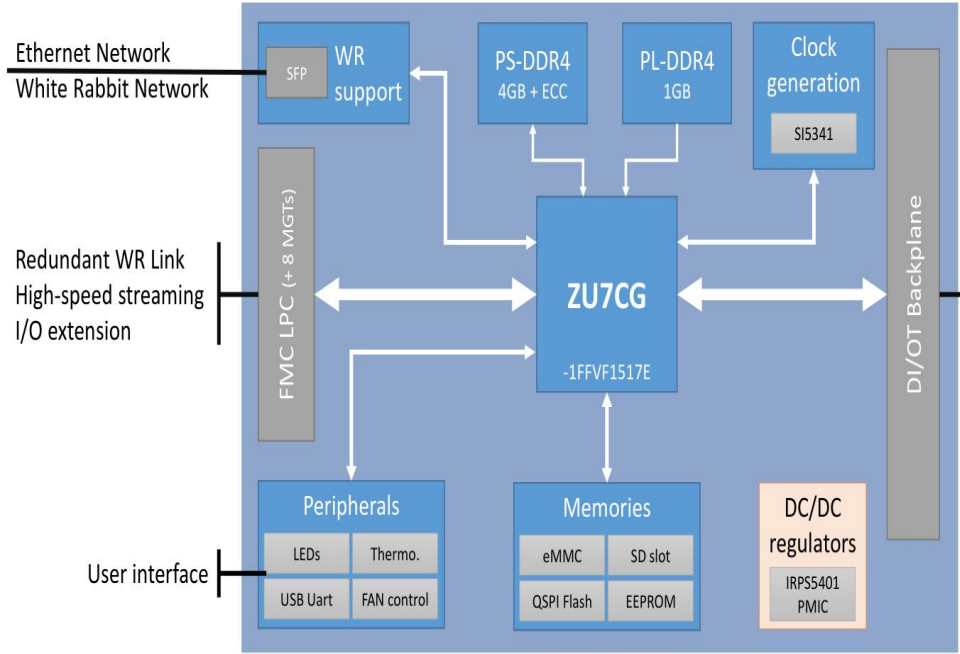 Ethernet Network
White Rabbit Network
SFP
WR
support
PS-DDR4
4GB + ECC
PL-DDR4
1GB
Clock
generation
SI5341
FMC LPC (+ 8 MGTs)
Redundant WR Link
High-speed streaming
I/O extension
ZU7CG
-1FFVF1517E
DI/OT Backplane
Peripherals
LEDs
Thermo.
USB Uart
FAN control
User interface
Memories
eMMC
SD slot
QSPI Flash
EEPROM
DC/DC
regulators
IRPS5401
PMIC